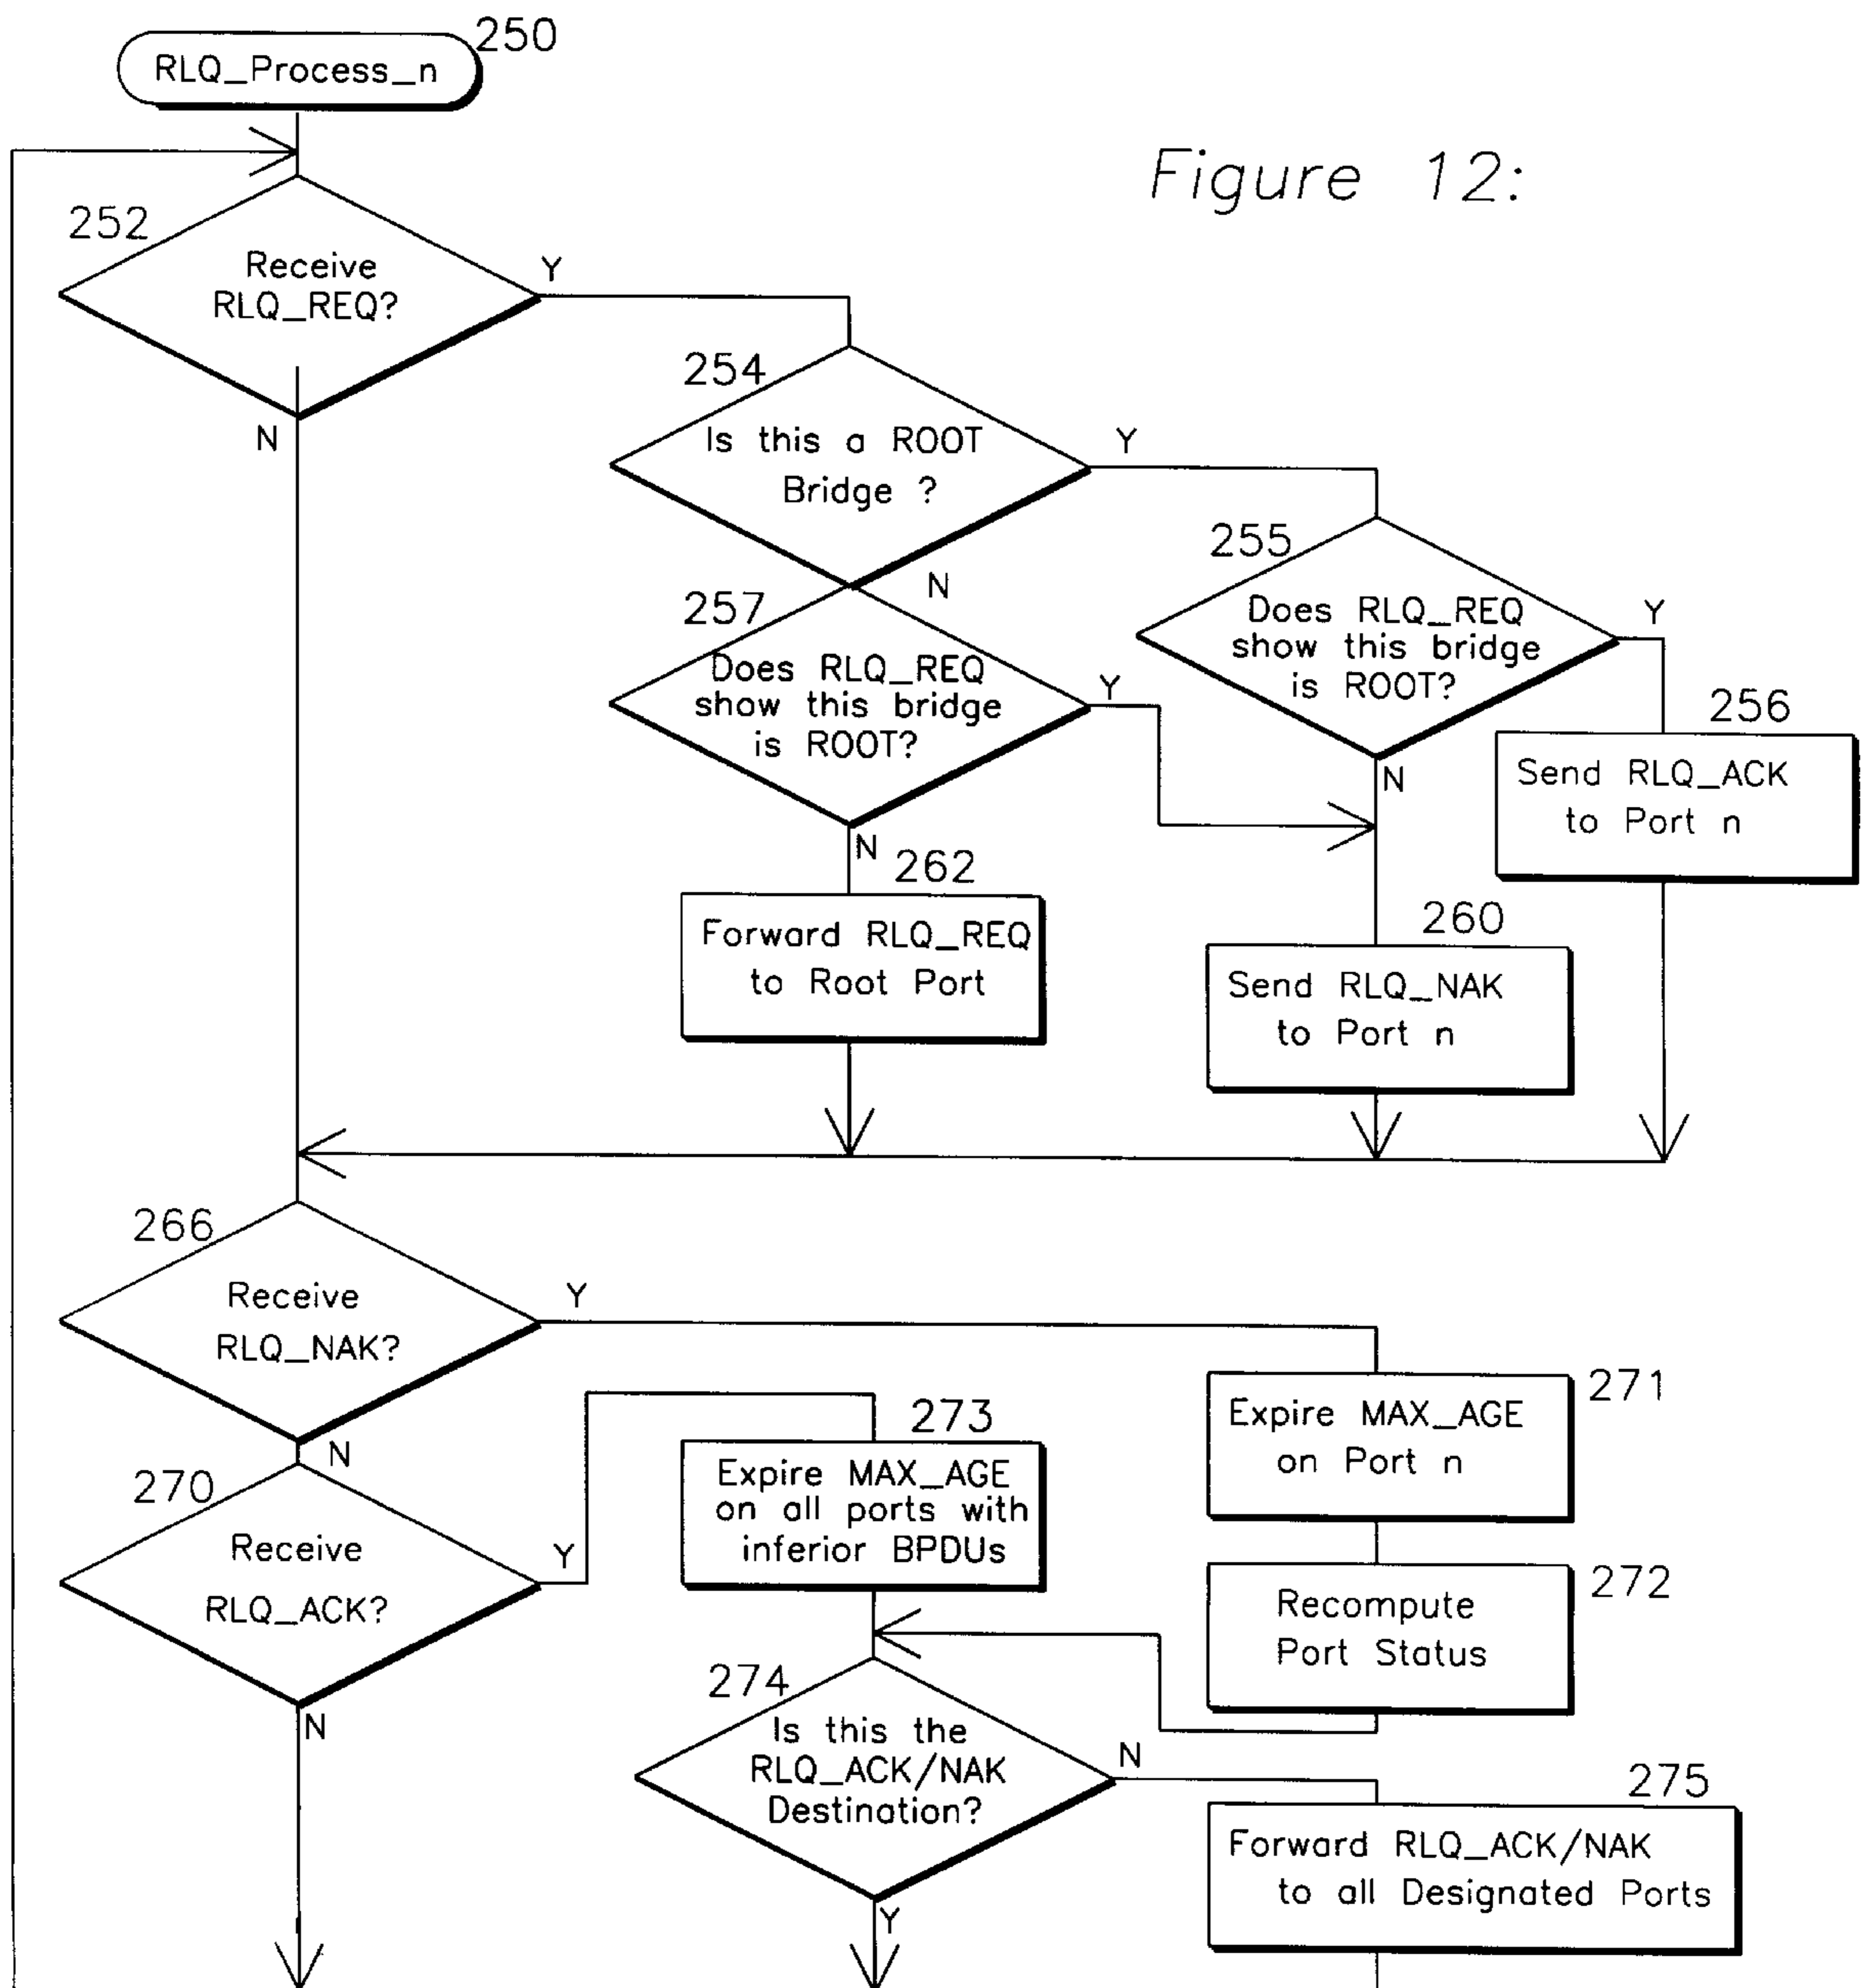 250
RLQ_Process_n
Figure 12:
252
Receive
RLQ_REQ?
Y
N
254
Is this a ROOT
Bridge ?
Y
N
255
Does RLQ_REQ
show this bridge
is ROOT?
Y
N
257
Does RLQ_REQ
show this bridge
is ROOT?
Y
N
256
Send RLQ_ACK
to Port n
262
Forward RLQ_REQ
to Root Port
260
Send RLQ_NAK
to Port n
266
Receive
RLQ_NAK?
Y
N
271
Expire MAX_AGE
on Port n
273
Expire MAX_AGE
on all ports with
inferior BPDUs
270
Receive
RLQ_ACK?
Y
N
272
Recompute
Port Status
274
Is this the
RLQ_ACK/NAK
Destination?
N
Y
275
Forward RLQ_ACK/NAK
to all Designated Ports